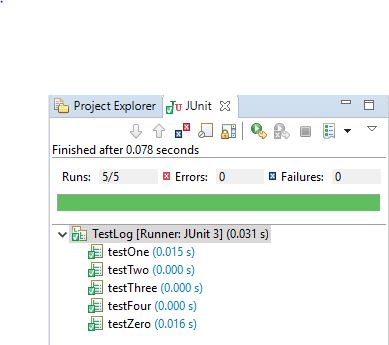 Project Explorer JUnit
Finished after 0.078 seconds
Runs: 5/5 Errors: 0 Failures: 0
TestLog [Runner: JUnit 3] (0.031 s)
testOne (0.015 s)
testTwo (0.000 s)
testThree (0.000 s)
testFour (0.000 s)
testZero (0.016 s)